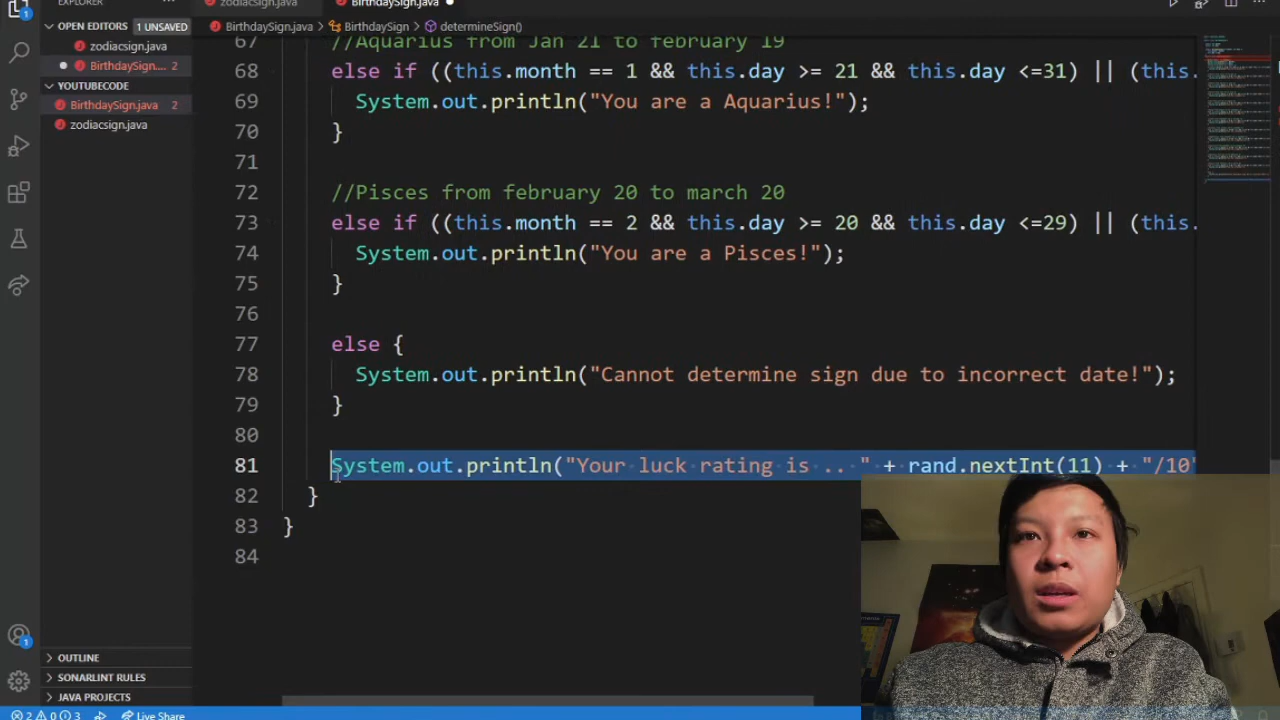 EXPLORER
zodiacsign.java
BirthdaySign.java
OPEN EDITORS 1 UNSAVED
BirthdaySign.java > BirthdaySign > determineSign()
zodiacsign.java
BirthdaySign.... 2
YOUTUBECODE
BirthdaySign.java 2
zodiacsign.java
67 //Aquarius from Jan 21 to february 19
68 else if ((this.month == 1 && this.day >= 21 && this.day <=31) || (this.
69 System.out.println("You are a Aquarius!");
70 }
71
72 //Pisces from february 20 to march 20
73 else if ((this.month == 2 && this.day >= 20 && this.day <=29) || (this.
74 System.out.println("You are a Pisces!");
75 }
76
77 else {
78 System.out.println("Cannot determine sign due to incorrect date!");
79 }
80
81 System.out.println("Your luck rating is .. " + rand.nextInt(11) + "/10"
82 }
83 }
84
OUTLINE
SONARLINT RULES
JAVA PROJECTS
2 0 3 Live Share